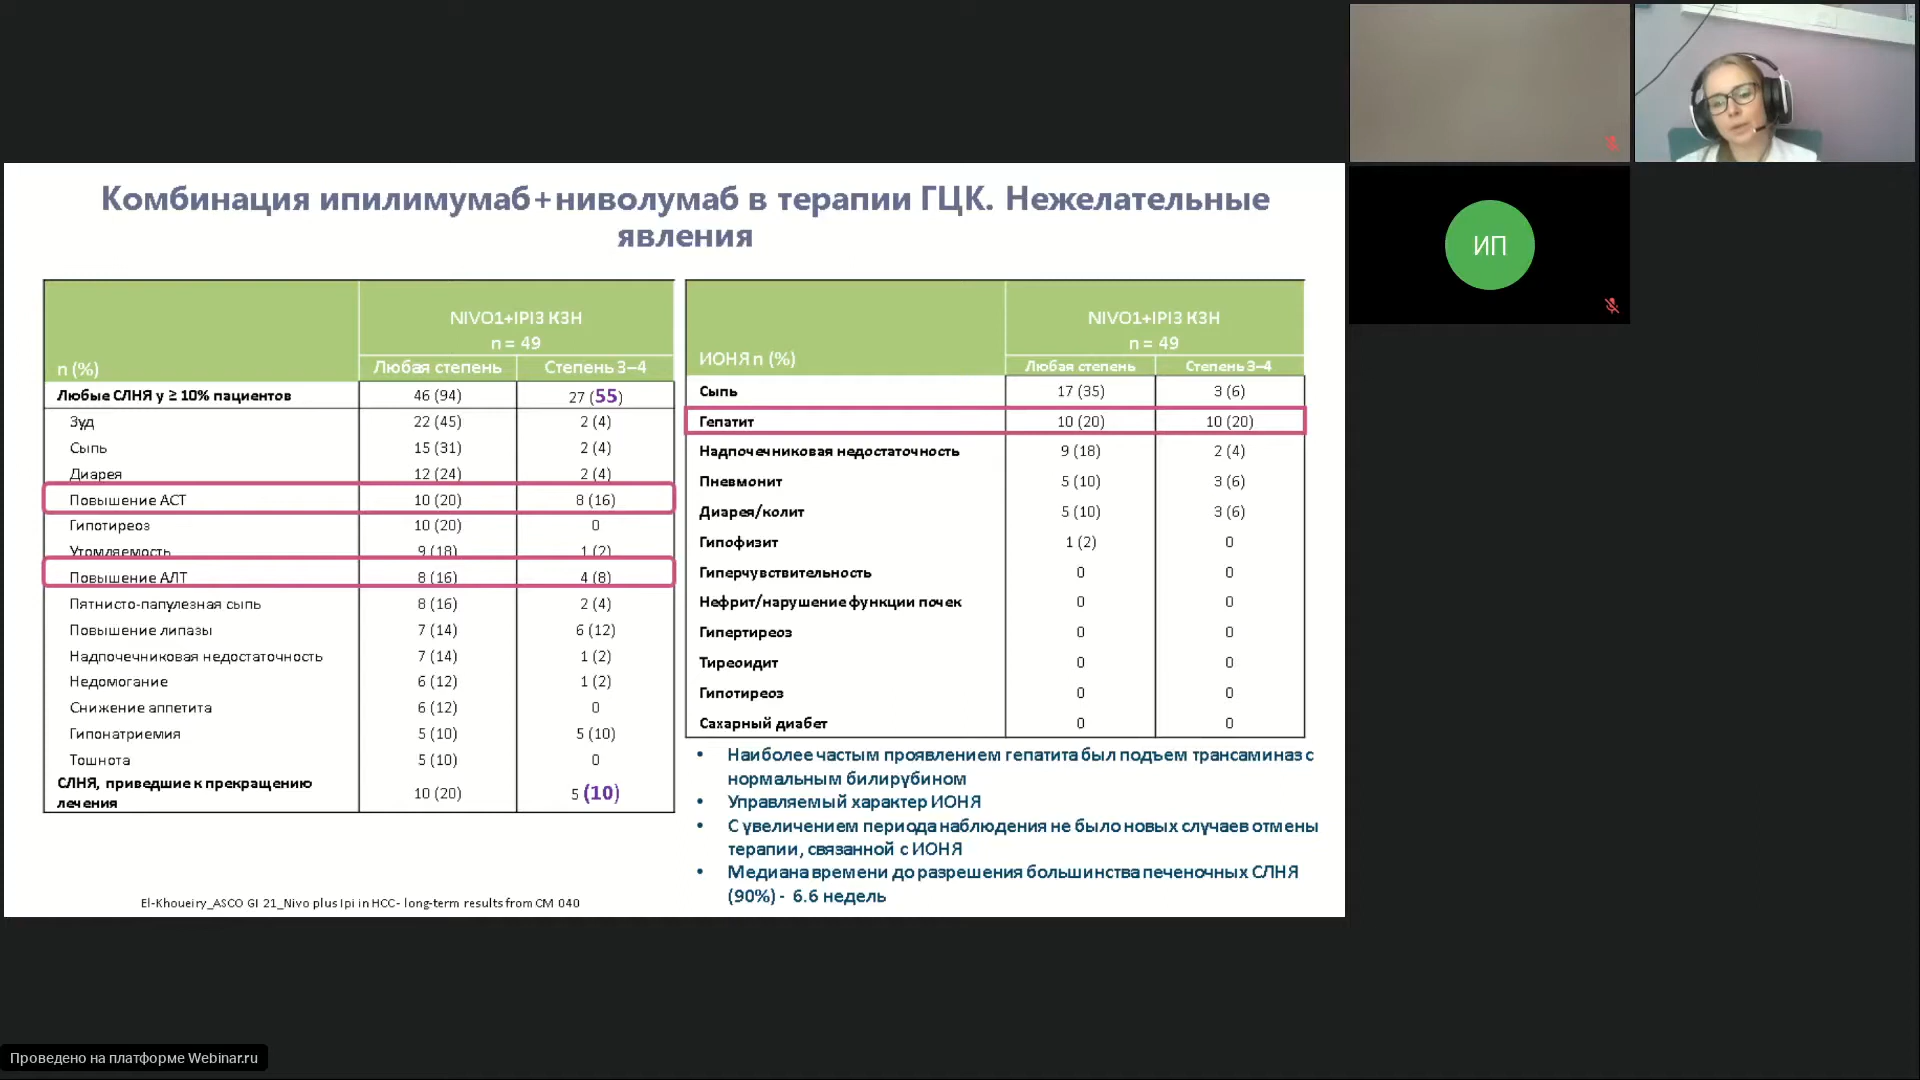 Комбинация ипилимумаб+ниволумаб в терапии ГЦК. Нежелательные
явления
n (%)
NIVO1+IPI3 К3Н
n = 49
Любая степень Степень 3–4
Любые СЛНЯ у ≥ 10% пациентов 46 (94) 27 (55)
Зуд 22 (45) 2 (4)
Сыпь 15 (31) 2 (4)
Диарея 12 (24) 2 (4)
Повышение АСТ 10 (20) 8 (16)
Гипотиреоз 10 (20) 0
Утомляемость 9 (18) 1 (2)
Повышение АЛТ 8 (16) 4 (8)
Пятнисто-папулезная сыпь 8 (16) 2 (4)
Повышение липазы 7 (14) 6 (12)
Надпочечниковая недостаточность 7 (14) 1 (2)
Недомогание 6 (12) 1 (2)
Снижение аппетита 6 (12) 0
Гипонатриемия 5 (10) 5 (10)
Тошнота 5 (10) 0
СЛНЯ, приведшие к прекращению
лечения 10 (20) 5 (10)
El-Khoueiry_ASCO GI 21_Nivo plus Ipi in HCC- long-term results from CM 040
ИОНЯ n (%)
NIVO1+IPI3 К3Н
n = 49
Любая степень Степень 3–4
Сыпь 17 (35) 3 (6)
Гепатит 10 (20) 10 (20)
Надпочечниковая недостаточность 9 (18) 2 (4)
Пневмонит 5 (10) 3 (6)
Диарея/колит 5 (10) 3 (6)
Гипофизит 1 (2) 0
Гиперчувствительность 0 0
Нефрит/нарушение функции почек 0 0
Гипертиреоз 0 0
Тиреоидит 0 0
Гипотиреоз 0 0
Сахарный диабет 0 0
• Наиболее частым проявлением гепатита был подъем трансаминаз с
нормальным билирубином
• Управляемый характер ИОНЯ
• С увеличением периода наблюдения не было новых случаев отмены
терапии, связанной с ИОНЯ
• Медиана времени до разрешения большинства печеночных СЛНЯ
(90%) - 6.6 недель
ИП
Проведено на платформе Webinar.ru